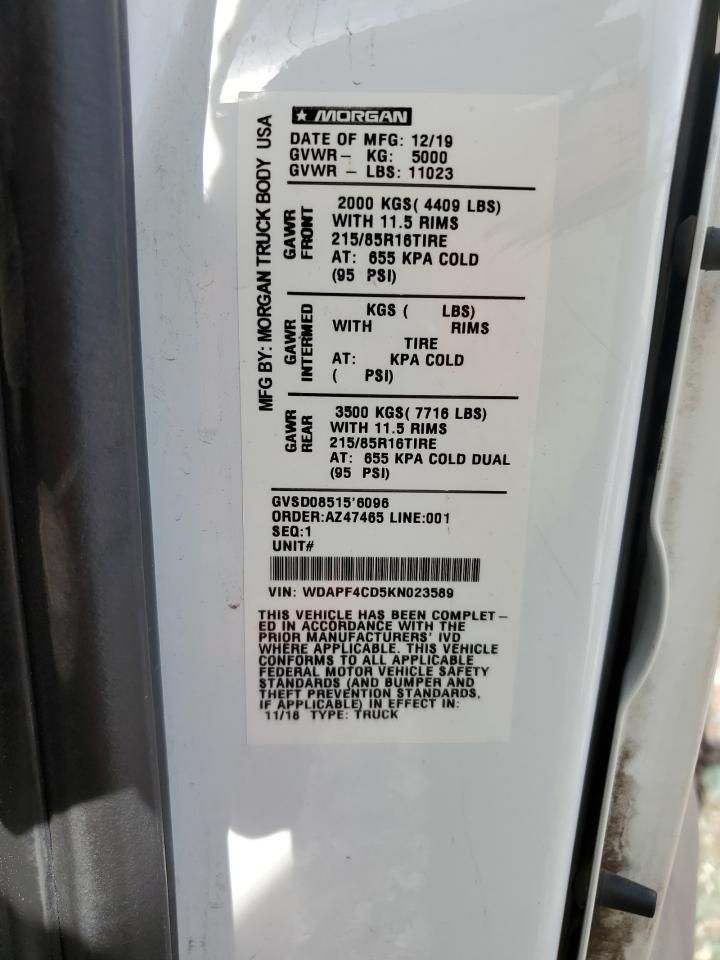 ★ MORGAN
DATE OF MFG: 12/19
GVWR- KG: 5000
GVWR - LBS: 11023
MFG BY: MORGAN TRUCK BODY USA
GAWR
FRONT
2000 KGS( 4409 LBS)
WITH 11.5 RIMS
215/85R16TIRE
AT: 655 KPA COLD
(95 PSI)
GAWR
INTERMED
KGS ( LBS)
WITH RIMS
TIRE
AT: KPA COLD
( PSI)
GAWR
REAR
3500 KGS( 7716 LBS)
WITH 11.5 RIMS
215/85R16TIRE
AT: 655 KPA COLD DUAL
(95 PSI)
GVSD08515'6096
ORDER:AZ47465 LINE:001
SEQ:1
UNIT#
VIN: WDAPF4CD5KN023589
THIS VEHICLE HAS BEEN COMPLET-
ED IN ACCORDANCE WITH THE
PRIOR MANUFACTURERS' IVD
WHERE APPLICABLE. THIS VEHICLE
CONFORMS TO ALL APPLICABLE
FEDERAL MOTOR VEHICLE SAFETY
STANDARDS (AND BUMPER AND
THEFT PREVENTION STANDARDS,
IF APPLICABLE) IN EFFECT IN:
11/18 TYPE: TRUCK